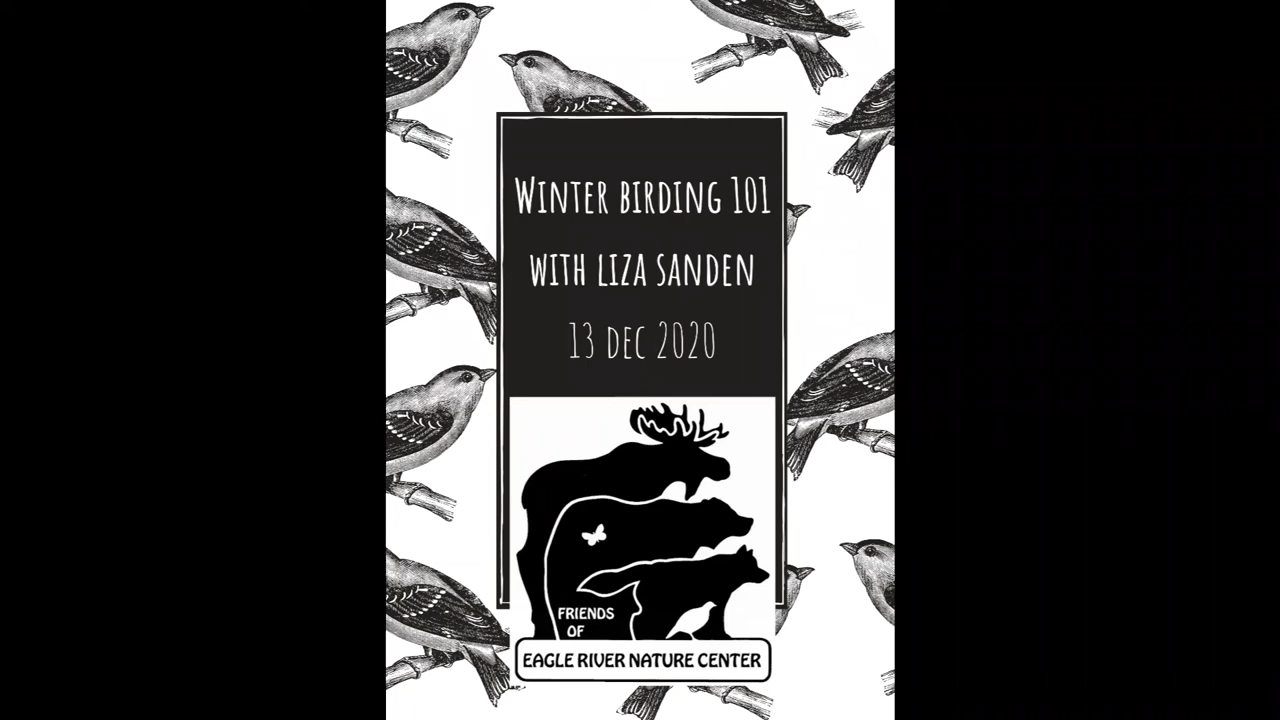 Winter birding 101
with Liza Sanden
13 Dec 2020
FRIENDS
OF
EAGLE RIVER NATURE CENTER